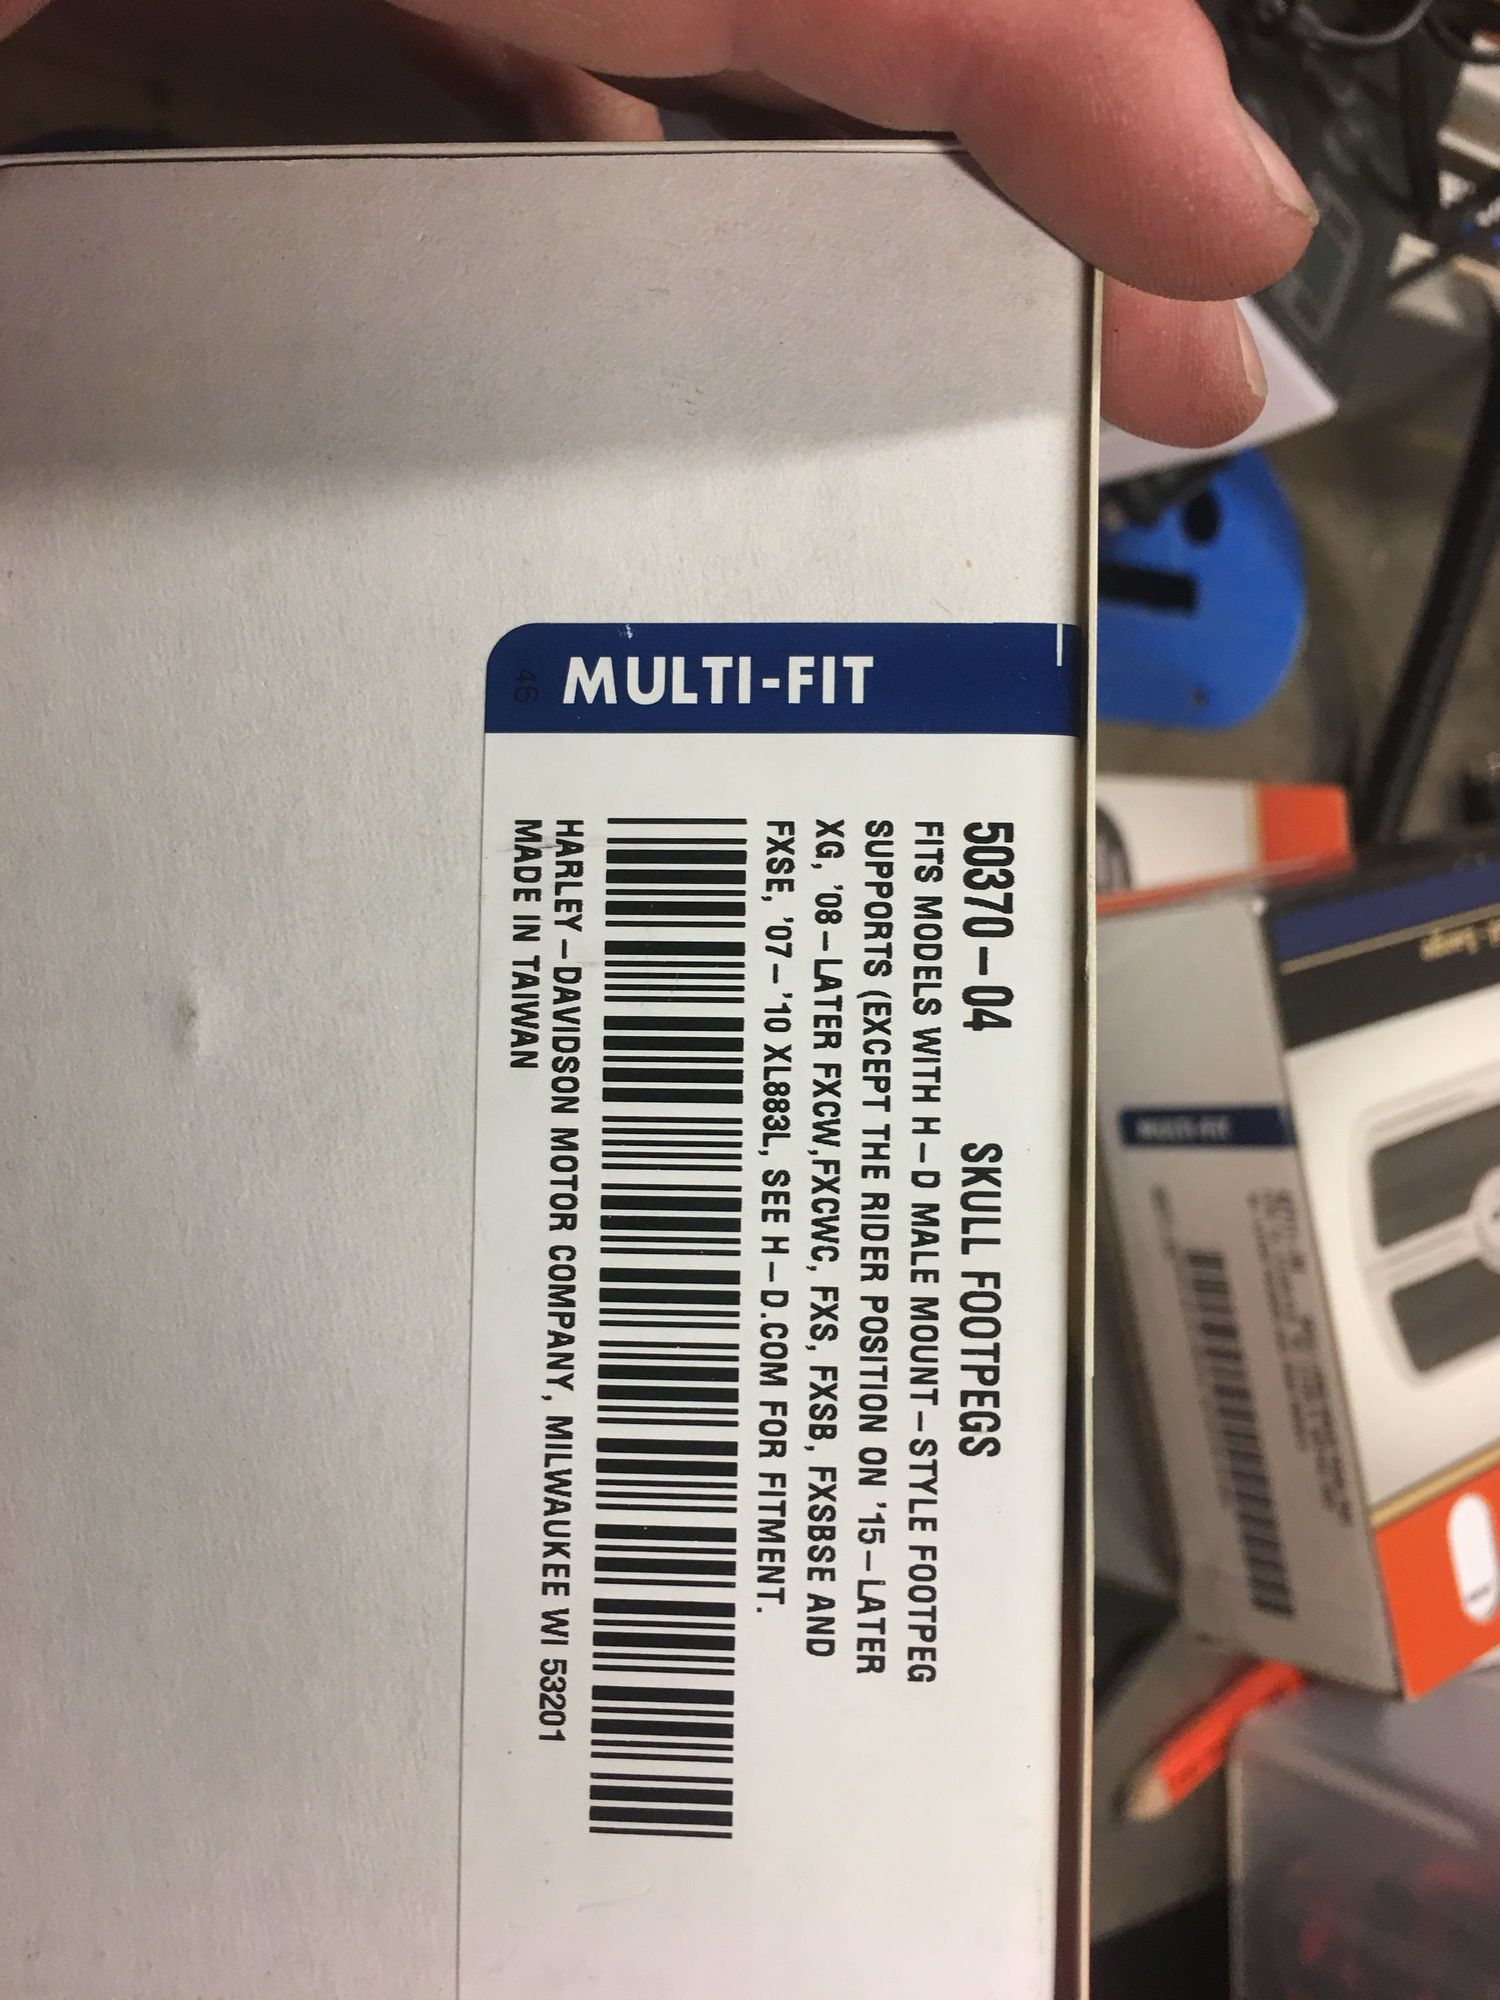 MULTI-FIT
46
50370-04 SKULL FOOTPEGS
FITS MODELS WITH H-D MALE MOUNT-STYLE FOOTPEG
SUPPORTS (EXCEPT THE RIDER POSITION ON '15-LATER
XG, '08-LATER FXCW,FXCWC, FXS, FXSB, FXSBSE AND
FXSE, '07-'10 XL883L, SEE H-D.COM FOR FITMENT.
HARLEY-DAVIDSON MOTOR COMPANY, MILWAUKEE WI 53201
MADE IN TAIWAN
MULTI-FIT